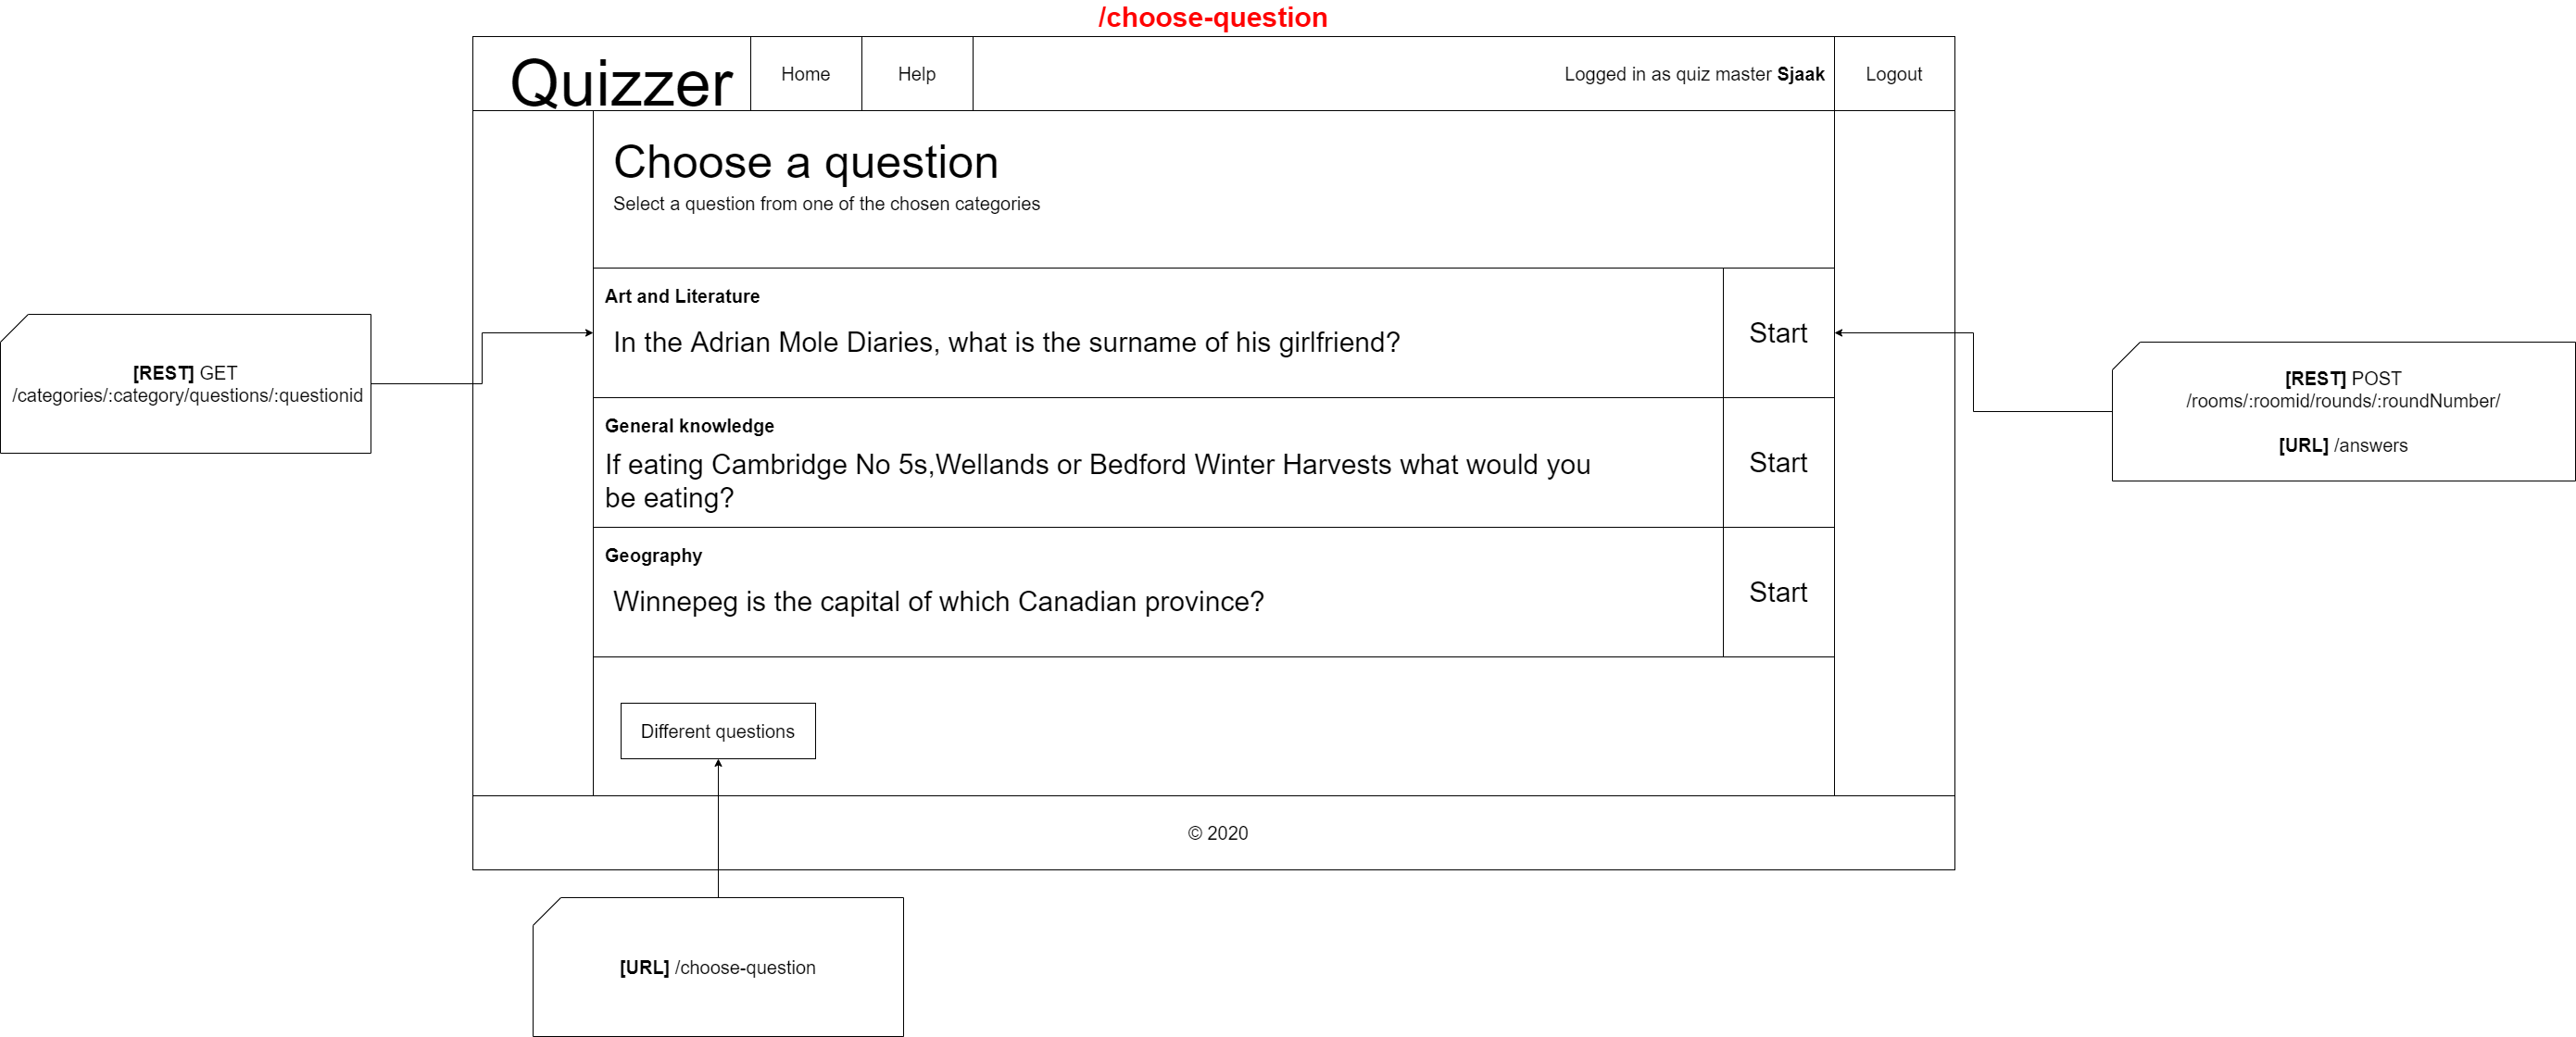 /choose-question
Quizzer
Home
Help
Logged in as quiz master Sjaak
Logout
Choose a question
Select a question from one of the chosen categories
Art and Literature
In the Adrian Mole Diaries, what is the surname of his girlfriend?
Start
[REST] GET
/categories/:category/questions/:questionid
[REST] POST
/rooms/:roomid/rounds/:roundNumber/
[URL] /answers
General knowledge
If eating Cambridge No 5s,Wellands or Bedford Winter Harvests what would you
be eating?
Start
Geography
Winnepeg is the capital of which Canadian province?
Start
Different questions
© 2020
[URL] /choose-question